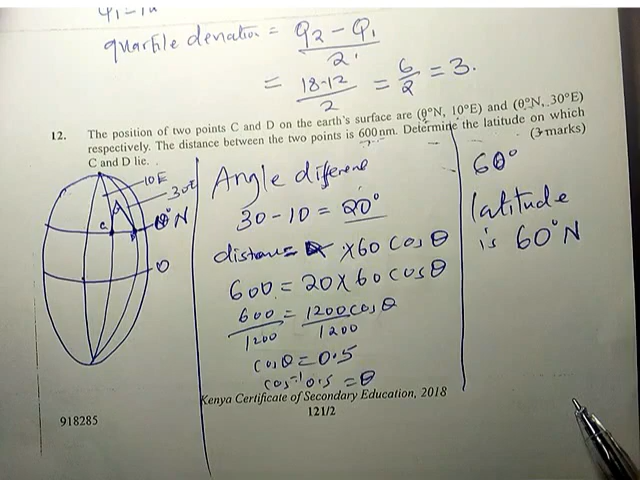 quartile deviation = Q2 - Q1
2
= 18-12
2
= 6
2
= 3.
12. The position of two points C and D on the earth's surface are (θ°N, 10°E) and (θ°N, 30°E)
respectively. The distance between the two points is 600nm. Determine the latitude on which
C and D lie.
(3 marks)
10E
30E
θ°N
C
0
Angle difference
30 - 10 = 20°
distance = α × 60 cos θ
600 = 20 × 60 cos θ
600 = 1200 cos θ
1200 1200
cos θ = 0.5
cos⁻¹ 0.5 = θ
60°
latitude
is 60°N
Kenya Certificate of Secondary Education, 2018
121/2
918285